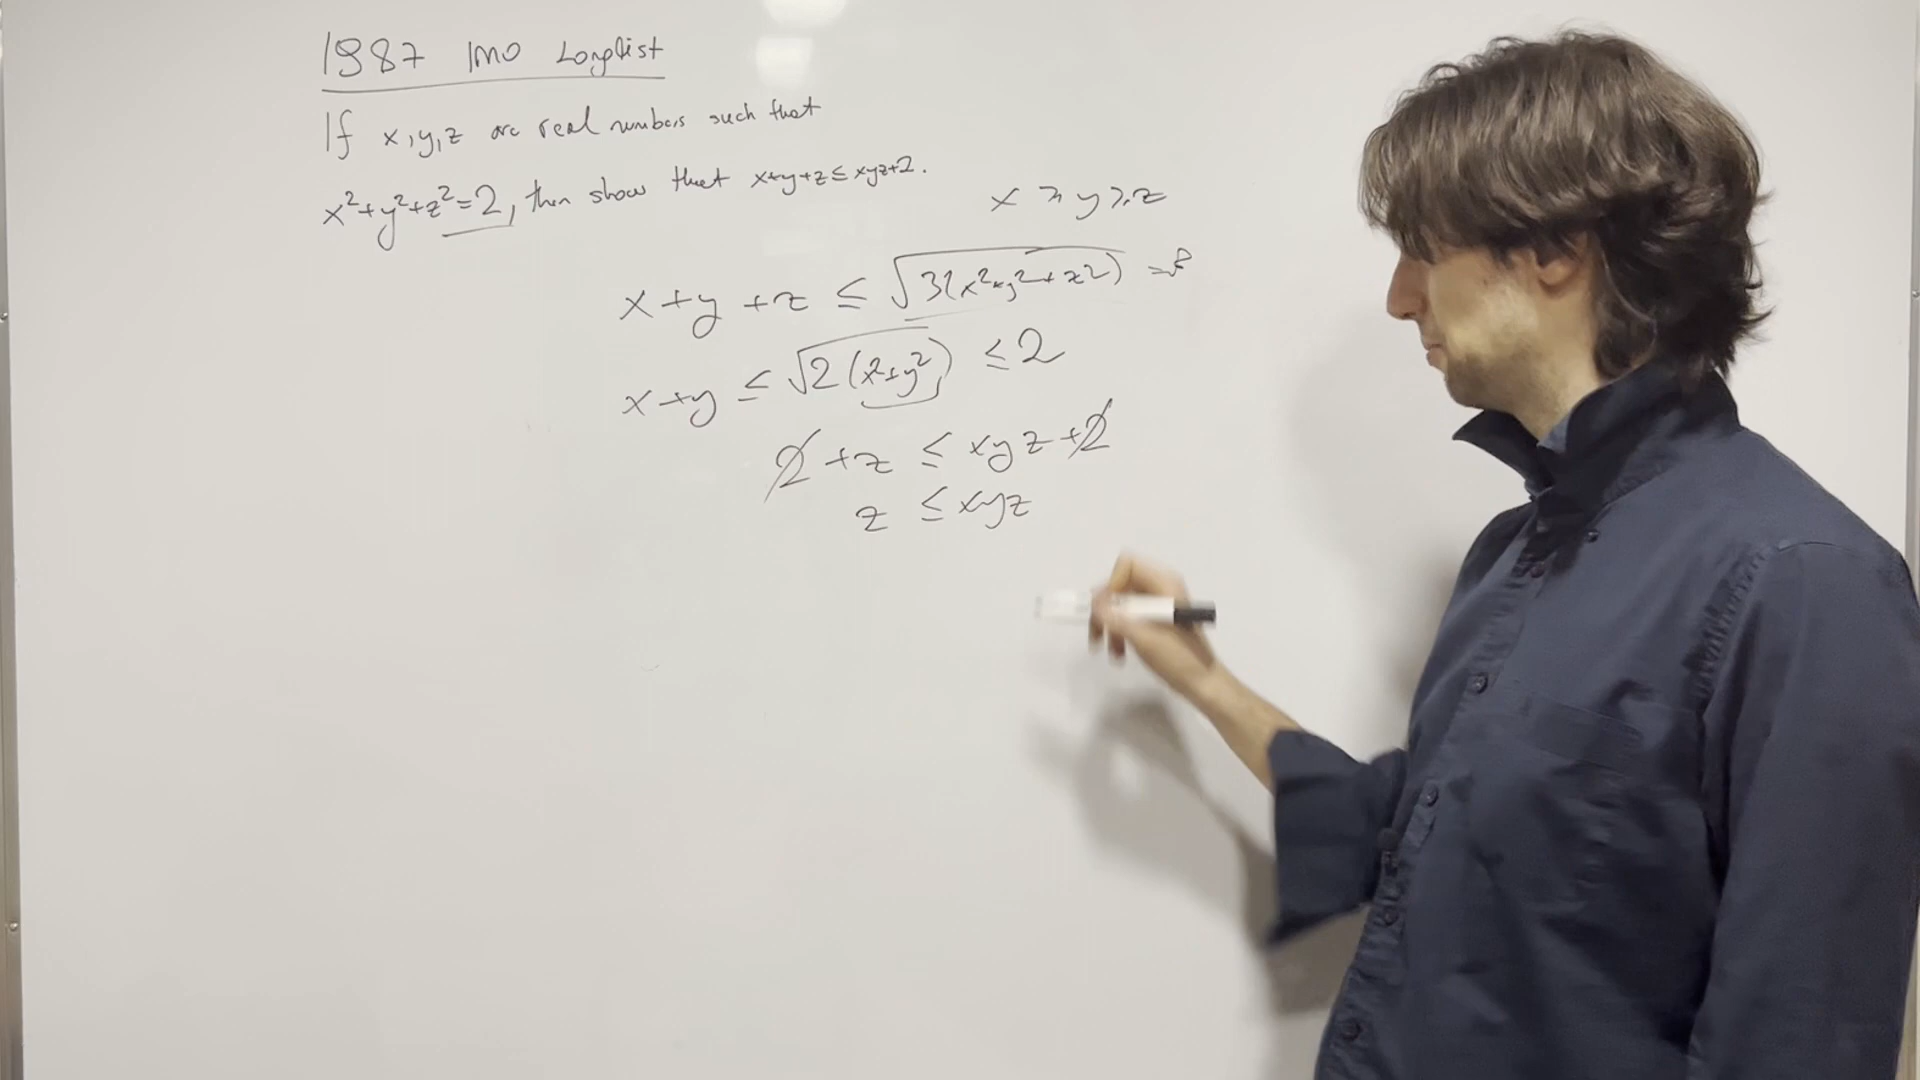 1987 IMO Longlist
If x,y,z are real numbers such that
x²+y²+z²=2, then show that x+y+z≤xyz+2.
x ≥ y ≥ z
x+y+z ≤ √3(x²+y²+z²)
x+y ≤ √2(x²+y²) ≤ 2
2+z ≤ xyz+2
z ≤ xyz